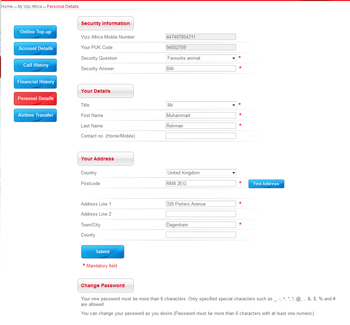 Home » My Vizz Africa » Personal Details
Security Information
Online Top-up
Vizz Africa Mobile Number 447407804311
Your PUK Code 94652709
Account Details
Security Question Favourite animal *
Call History
Security Answer *
Financial History
Your Details
Personal Details
Title Mr. *
Airtime Transfer
First Name Muhammad *
Last Name Rehman *
Contact no. (Home/Mobile)
Your Address
Country United Kingdom
Postcode RM8 2EG * Find Address
Address Line 1 326 Porters Avenue *
Address Line 2
Town/City Dagenham *
County
Submit
* Mandatory field
Change Password
Your new password must be more than 6 characters. Only specified special characters such as
are allowed
You can change your password as you desire (Password must be more than 6 characters with at least one numeric)